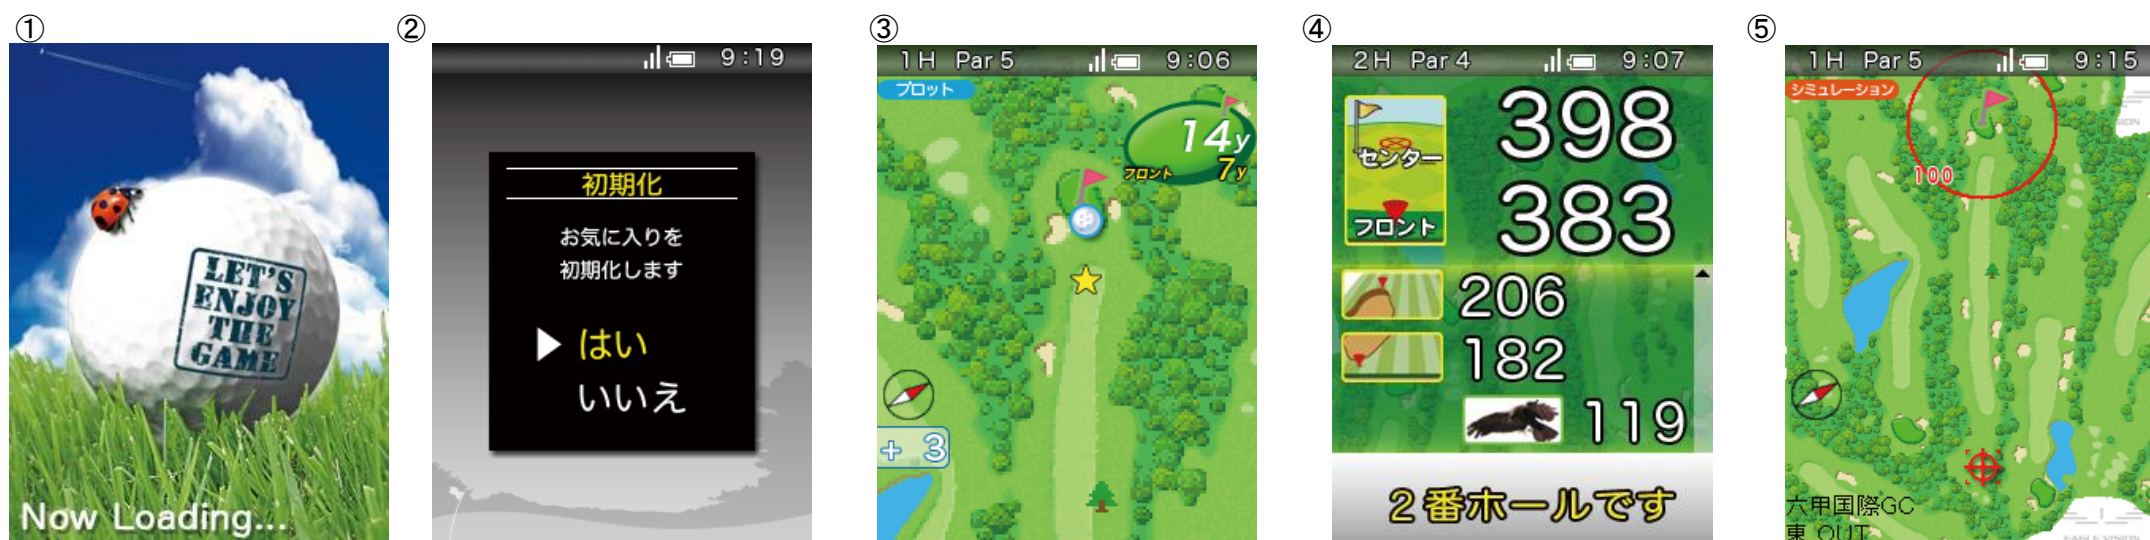 ①
LET'S
ENJOY
THE
GAME
Now Loading...
②
9:19
初期化
お気に入りを
初期化します
はい
いいえ
③
1H Par 5 9:06
プロット
14y
フロント 7y
+ 3
④
2H Par 4 9:07
センター 398
フロント 383
206
182
119
2番ホールです
⑤
1H Par 5 9:15
シミュレーション
100
六甲国際GC
東 OUT
EAGLE VISION